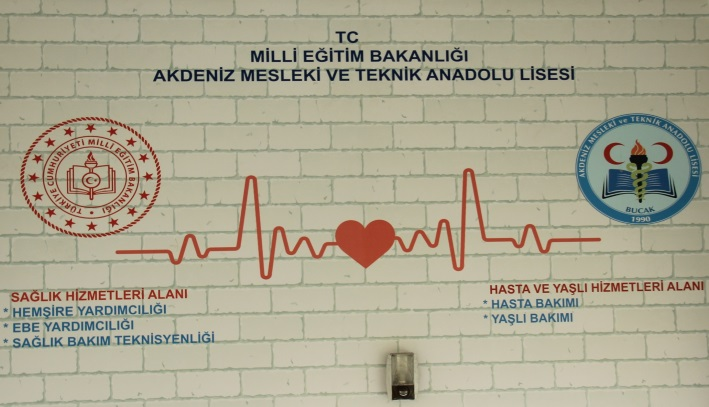 TC
MİLLİ EĞİTİM BAKANLIĞI
AKDENİZ MESLEKİ VE TEKNİK ANADOLU LİSESİ
TÜRKİYE CUMHURİYETİ MİLLİ EĞİTİM BAKANLIĞI
AKDENİZ MESLEKİ ve TEKNİK ANADOLU LİSESİ
BUCAK
1990
SAĞLIK HİZMETLERİ ALANI
* HEMŞİRE YARDIMCILIĞI
* EBE YARDIMCILIĞI
* SAĞLIK BAKIM TEKNİSYENLİĞİ
HASTA VE YAŞLI HİZMETLERİ ALANI
* HASTA BAKIMI
* YAŞLI BAKIMI